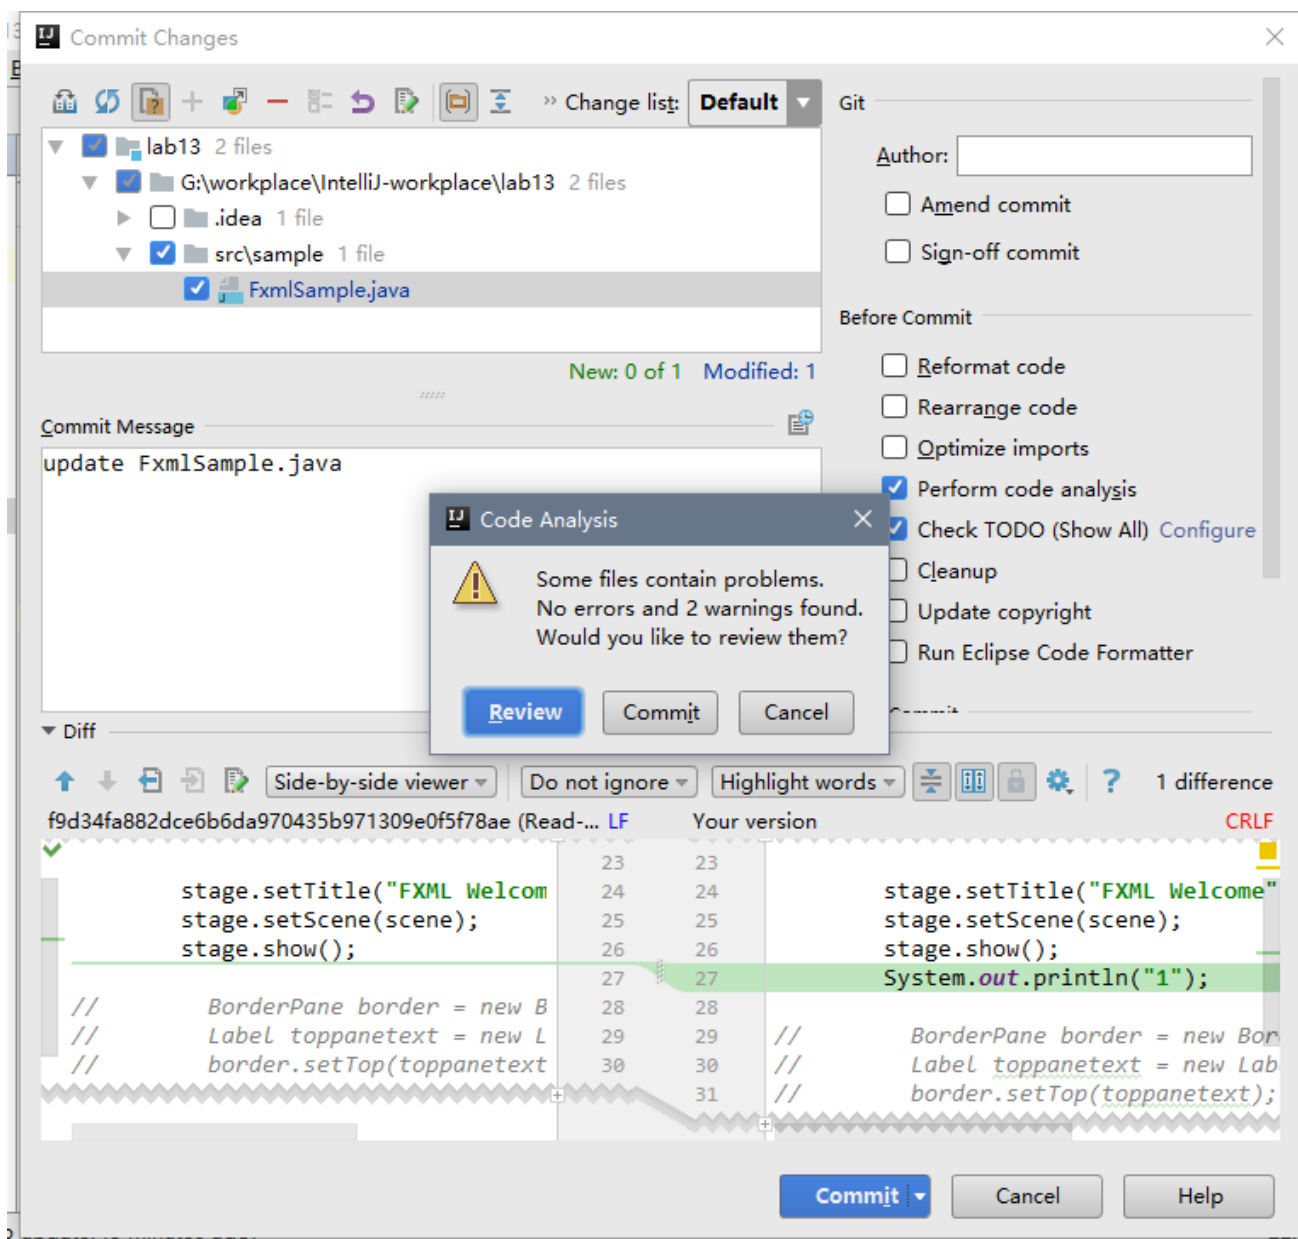 Commit Changes
Change list: Default
lab13 2 files
G:\workplace\IntelliJ-workplace\lab13 2 files
.idea 1 file
src\sample 1 file
FxmlSample.java
New: 0 of 1 Modified: 1
Commit Message
update FxmlSample.java
Git
Author:
Amend commit
Sign-off commit
Before Commit
Reformat code
Rearrange code
Optimize imports
Perform code analysis
Check TODO (Show All) Configure
Cleanup
Update copyright
Run Eclipse Code Formatter
Code Analysis
Some files contain problems.
No errors and 2 warnings found.
Would you like to review them?
Review Commit Cancel
Diff
Side-by-side viewer Do not ignore Highlight words ? 1 difference
f9d34fa882dce6b6da970435b971309e0f5f78ae (Read-... LF Your version CRLF
23 23
stage.setTitle("FXML Welcom 24 24 stage.setTitle("FXML Welcome"
stage.setScene(scene); 25 25 stage.setScene(scene);
stage.show(); 26 26 stage.show();
27 27 System.out.println("1");
// BorderPane border = new B 28 28
// Label toppanetext = new L 29 29 // BorderPane border = new Bor
// border.setTop(toppanetext 30 30 // Label toppanetext = new Lab
31 // border.setTop(toppanetext);
Commit Cancel Help